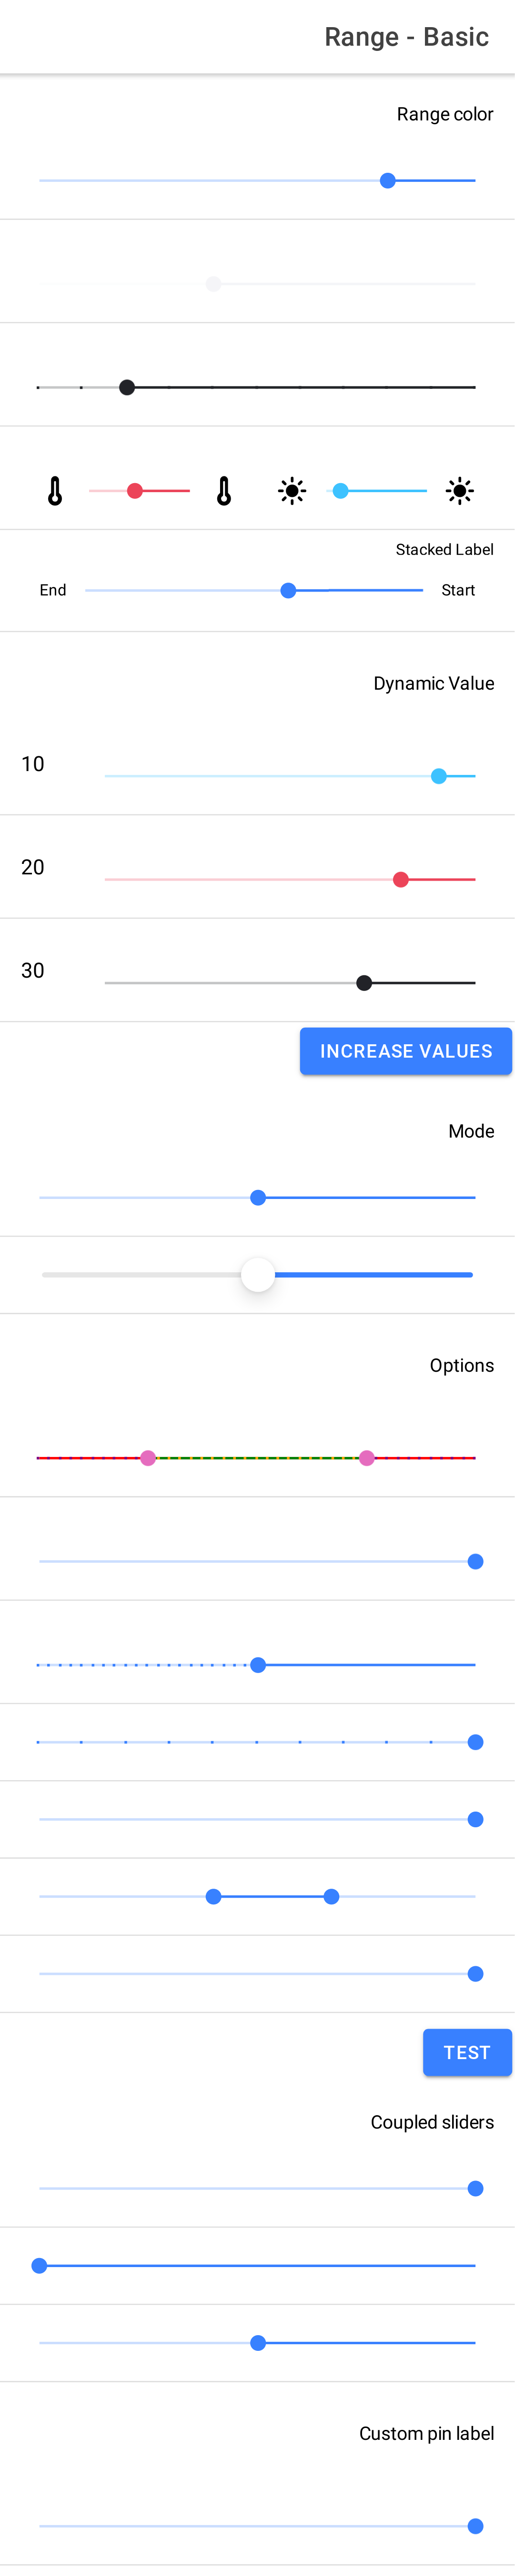 Range - Basic
Range color
Stacked Label
End
Start
Dynamic Value
10
20
30
INCREASE VALUES
Mode
Options
TEST
Coupled sliders
Custom pin label